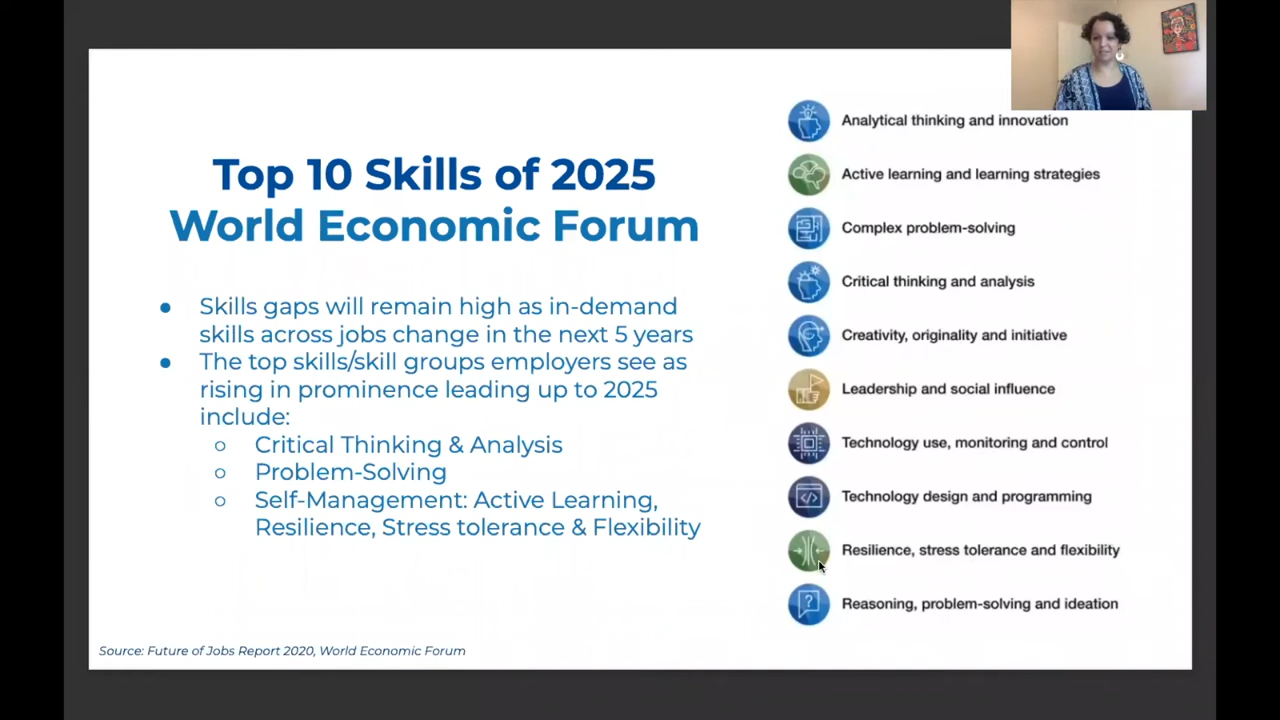 Top 10 Skills of 2025
World Economic Forum
● Skills gaps will remain high as in-demand
skills across jobs change in the next 5 years
● The top skills/skill groups employers see as
rising in prominence leading up to 2025
include:
○ Critical Thinking & Analysis
○ Problem-Solving
○ Self-Management: Active Learning,
Resilience, Stress tolerance & Flexibility
Source: Future of Jobs Report 2020, World Economic Forum
Analytical thinking and innovation
Active learning and learning strategies
Complex problem-solving
Critical thinking and analysis
Creativity, originality and initiative
Leadership and social influence
Technology use, monitoring and control
Technology design and programming
Resilience, stress tolerance and flexibility
Reasoning, problem-solving and ideation